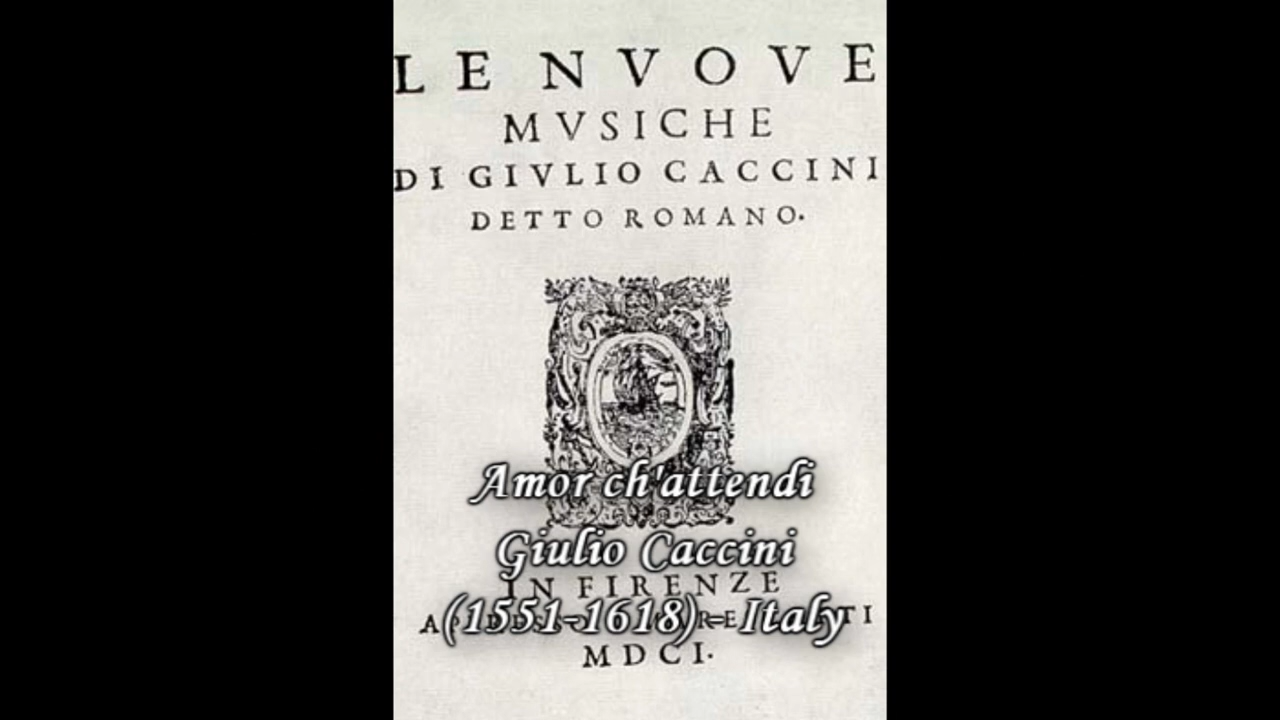 LE NVOVE
MVSICHE
DI GIVLIO CACCINI
DETTO ROMANO.
Amor ch'attendi
Giulio Caccini
IN FIRENZE
(1551-1618) - Italy
MDCI.